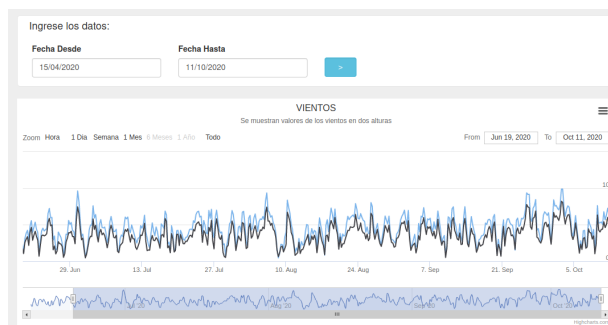 Ingrese los datos:
Fecha Desde Fecha Hasta
15/04/2020 11/10/2020 >
VIENTOS
Se muestran valores de los vientos en dos alturas
Zoom Hora 1 Dia Semana 1 Mes 6 Meses 1 Año Todo From Jun 19, 2020 To Oct 11, 2020
10
0
29. Jun 13. Jul 27. Jul 10. Aug 24. Aug 7. Sep 21. Sep 5. Oct
Jul '20 Aug '20 Sep '20 Oct '20
Highcharts.com